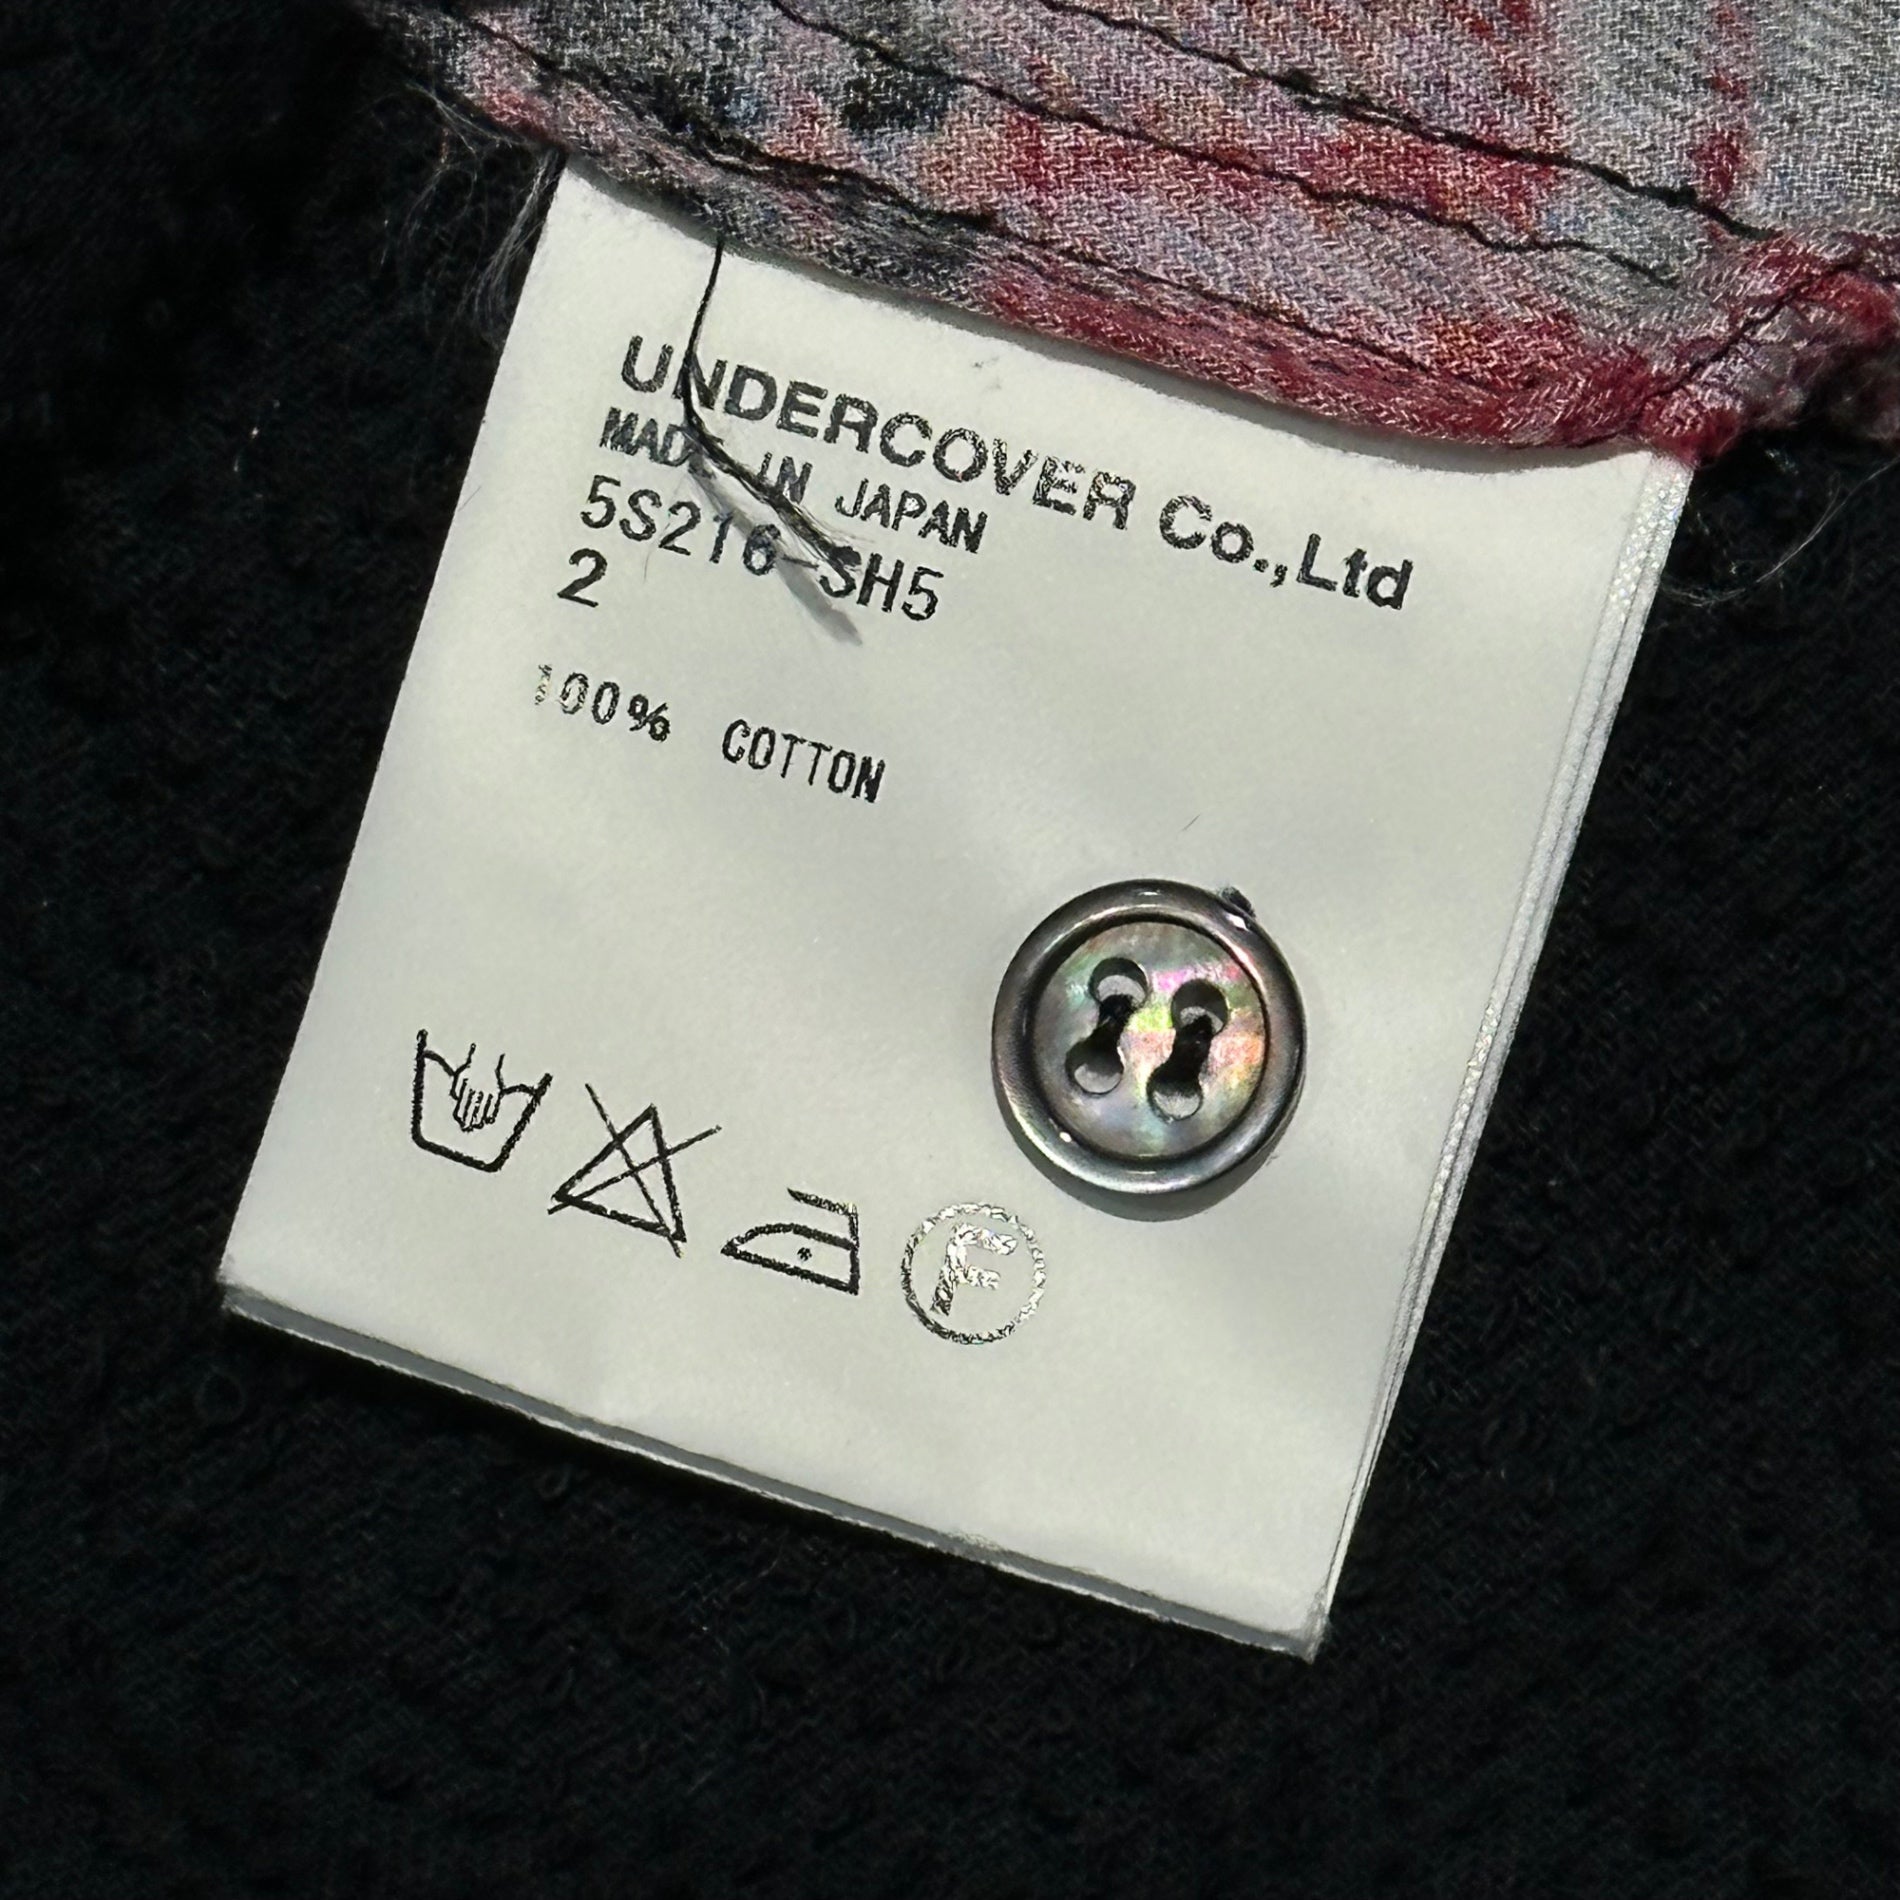 UNDERCOVER Co.,Ltd
MADE IN JAPAN
5S216-SH5
2
100% COTTON
F